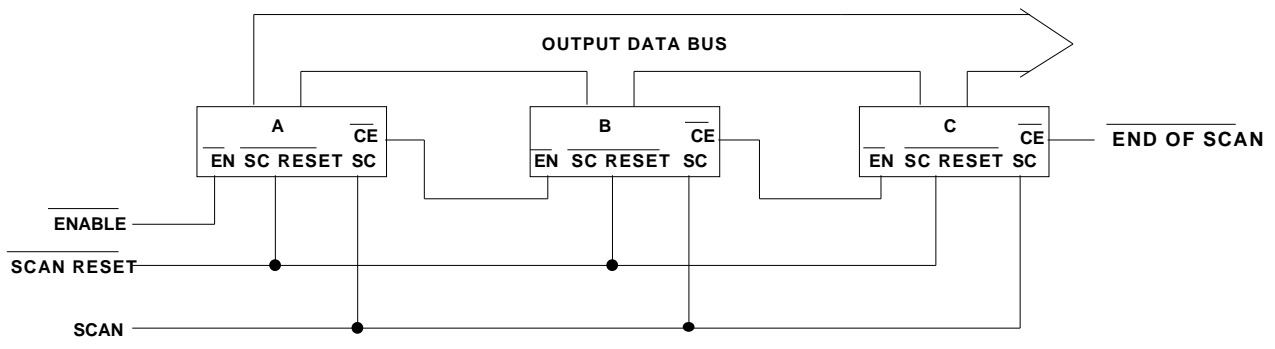 OUTPUT DATA BUS
A
B
C
CE
CE
CE
END OF SCAN
EN SC RESET SC
EN SC RESET SC
EN SC RESET SC
ENABLE
SCAN RESET
SCAN